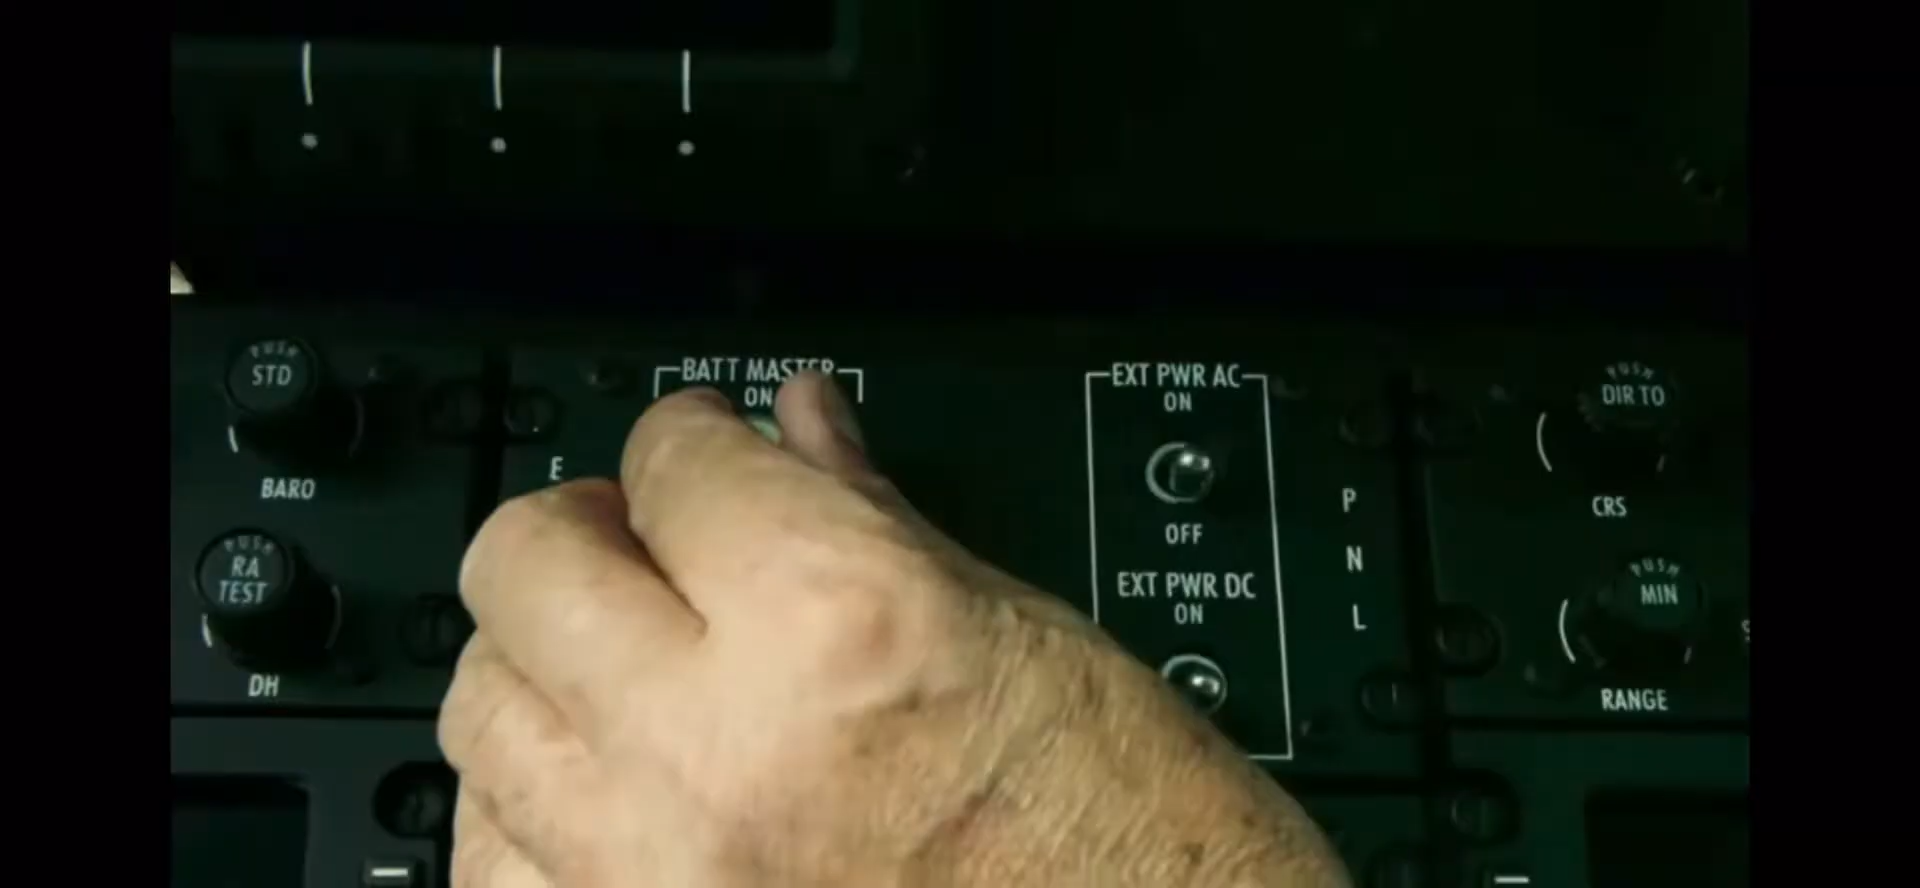 BATT MASTER
ON
EXT PWR AC
ON
OFF
EXT PWR DC
ON
PUSH
STD
BARO
PUSH
RA
TEST
DH
E
P
N
L
PUSH
DIR TO
CRS
PUSH
MIN
RANGE